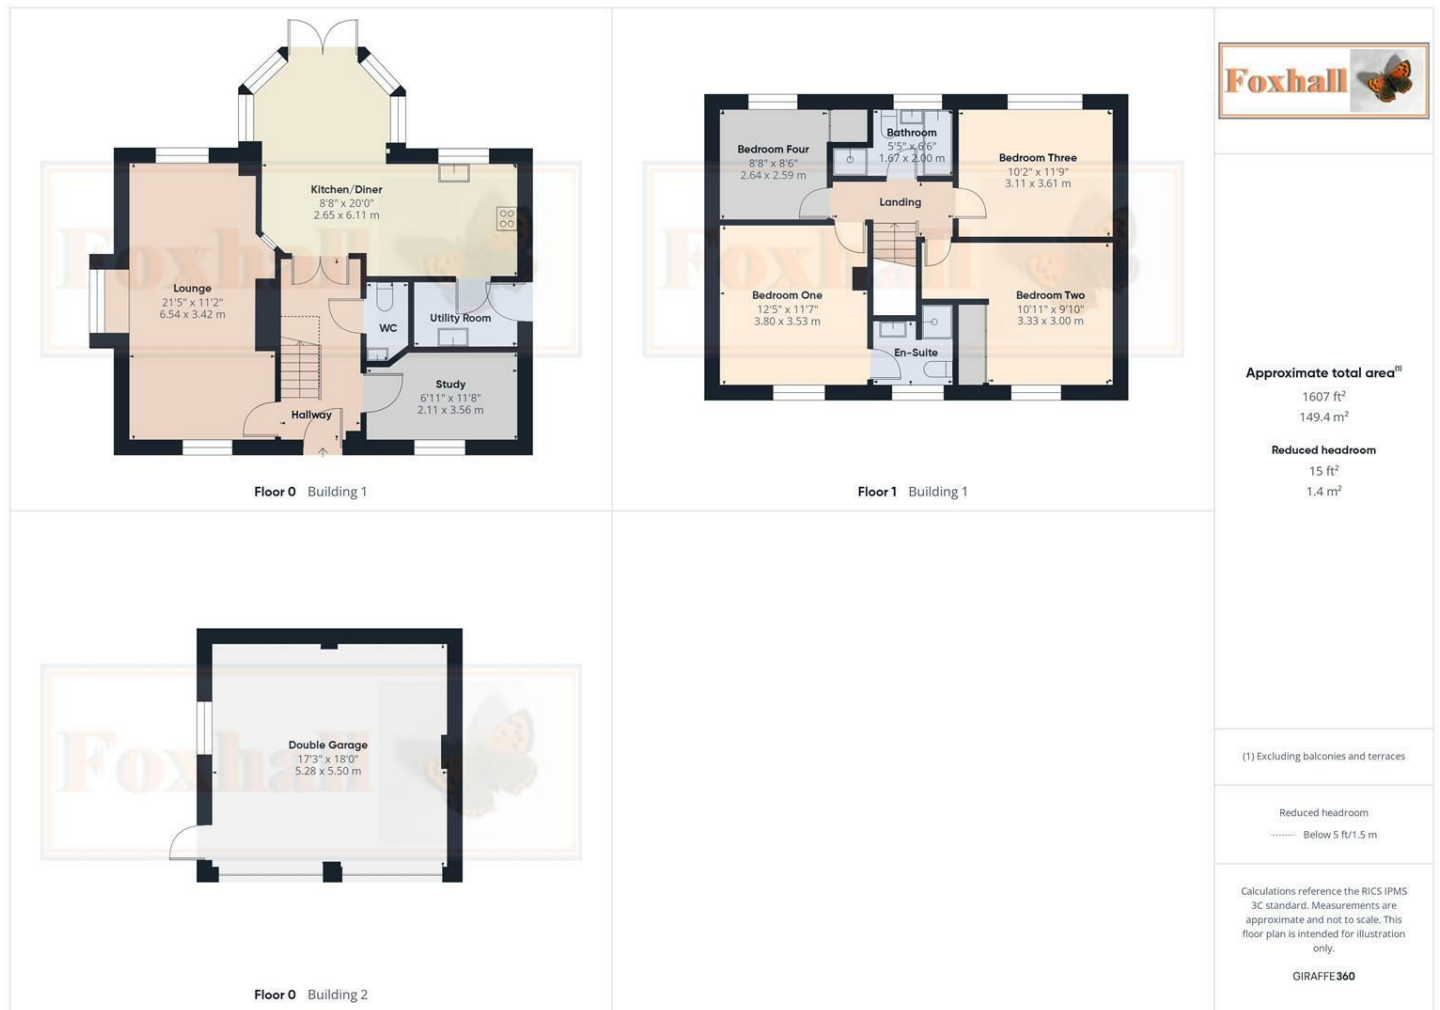 Kitchen/Diner
8'8" x 20'0"
2.65 x 6.11 m
Lounge
21'5" x 11'2"
6.54 x 3.42 m
WC
Utility Room
Study
6'11" x 11'8"
2.11 x 3.56 m
Hallway
Floor 0 Building 1
Bedroom Four
8'8" x 8'6"
2.64 x 2.59 m
Bathroom
5'5" x 6'6"
1.67 x 2.00 m
Bedroom Three
10'2" x 11'9"
3.11 x 3.61 m
Landing
Bedroom One
12'5" x 11'7"
3.80 x 3.53 m
Bedroom Two
10'11" x 9'10"
3.33 x 3.00 m
En-Suite
Floor 1 Building 1
Double Garage
17'3" x 18'0"
5.28 x 5.50 m
Floor 0 Building 2
Foxhall
Foxhall
Foxhall
Foxhall
Approximate total area(1)
1607 ft²
149.4 m²
Reduced headroom
15 ft²
1.4 m²
(1) Excluding balconies and terraces
Reduced headroom
Below 5 ft/1.5 m
Calculations reference the RICS IPMS
3C standard. Measurements are
approximate and not to scale. This
floor plan is intended for illustration
only.
GIRAFFE360